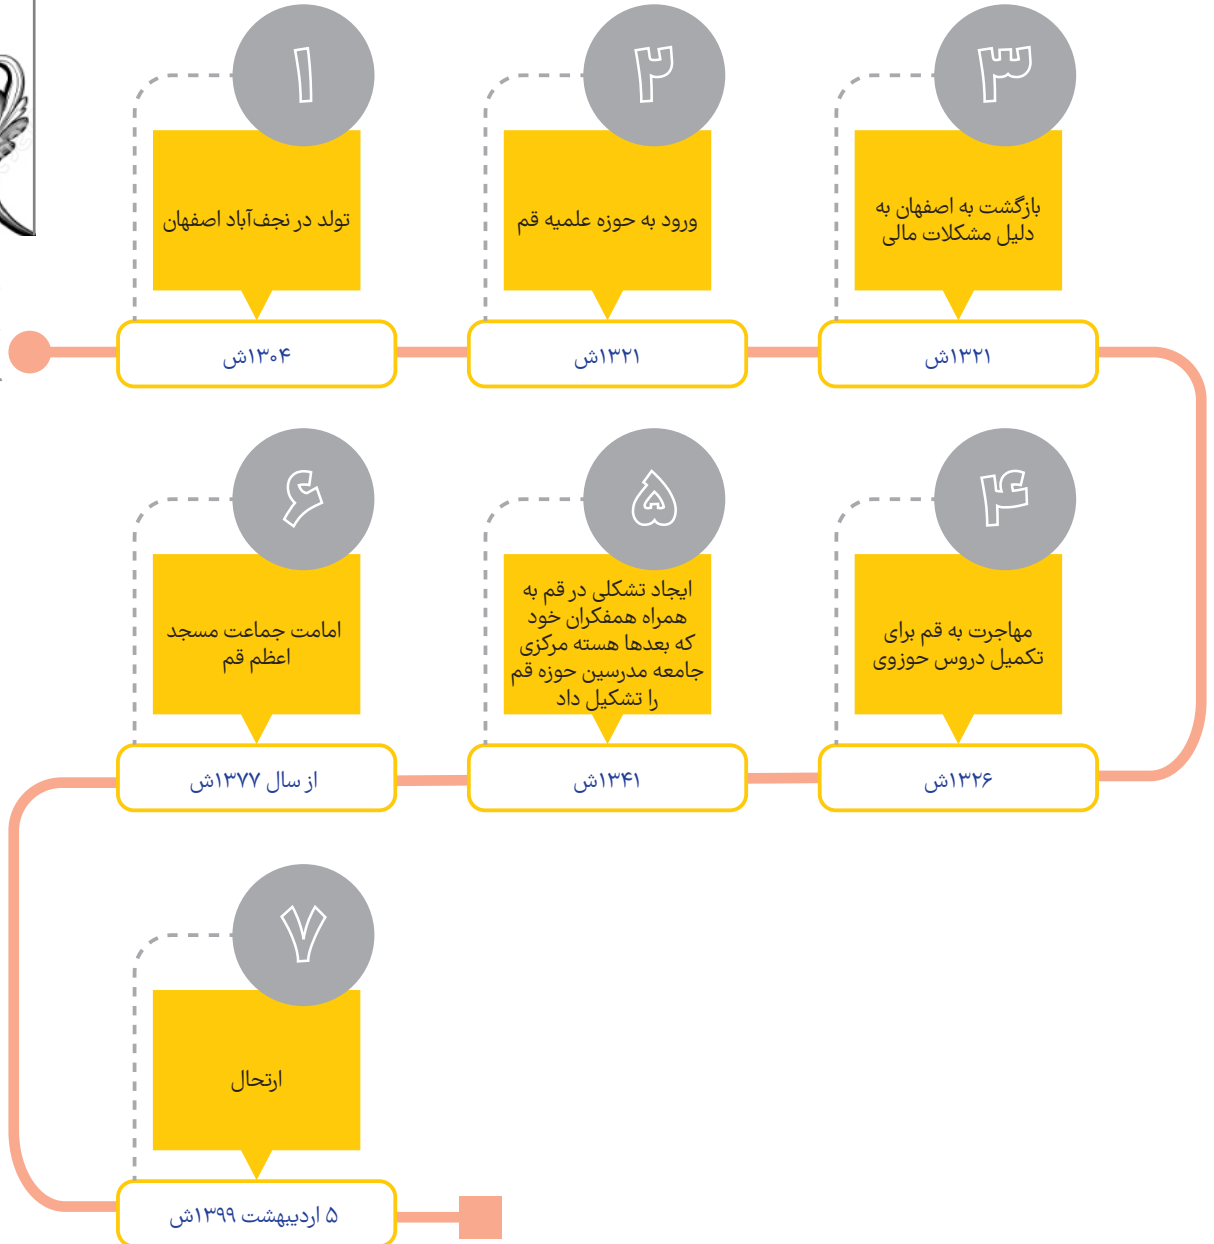 ۱
تولد در نجف‌آباد اصفهان
۱۳۰۴ش
۲
ورود به حوزه علمیه قم
۱۳۲۱ش
۳
بازگشت به اصفهان به
دلیل مشکلات مالی
۱۳۲۱ش
۴
مهاجرت به قم برای
تکمیل دروس حوزوی
۱۳۲۶ش
۵
ایجاد تشکلی در قم به
همراه همفکران خود
که بعدها هسته مرکزی
جامعه مدرسین حوزه قم
را تشکیل داد
۱۳۴۱ش
۶
امامت جماعت مسجد
اعظم قم
از سال ۱۳۷۷ش
۷
ارتحال
۵ اردیبهشت ۱۳۹۹ش